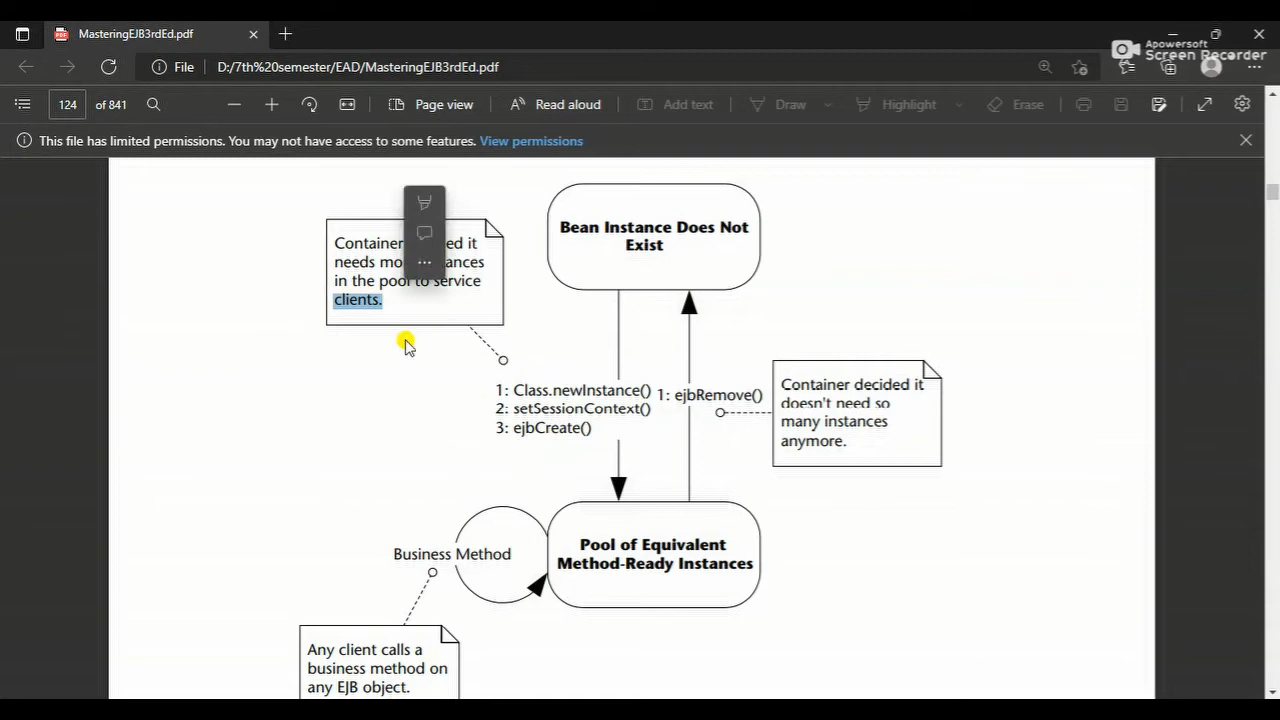 MasteringEJB3rdEd.pdf
Apowersoft
Screen Recorder
File
D:/7th%20semester/EAD/MasteringEJB3rdEd.pdf
124 of 841
Page view
Read aloud
Add text
Draw
Highlight
Erase
This file has limited permissions. You may not have access to some features. View permissions
Container ed it
needs mo ances
in the pool to service
clients.
Bean Instance Does Not
Exist
1: Class.newInstance()
2: setSessionContext()
3: ejbCreate()
1: ejbRemove()
Container decided it
doesn't need so
many instances
anymore.
Business Method
Pool of Equivalent
Method-Ready Instances
Any client calls a
business method on
any EJB object.